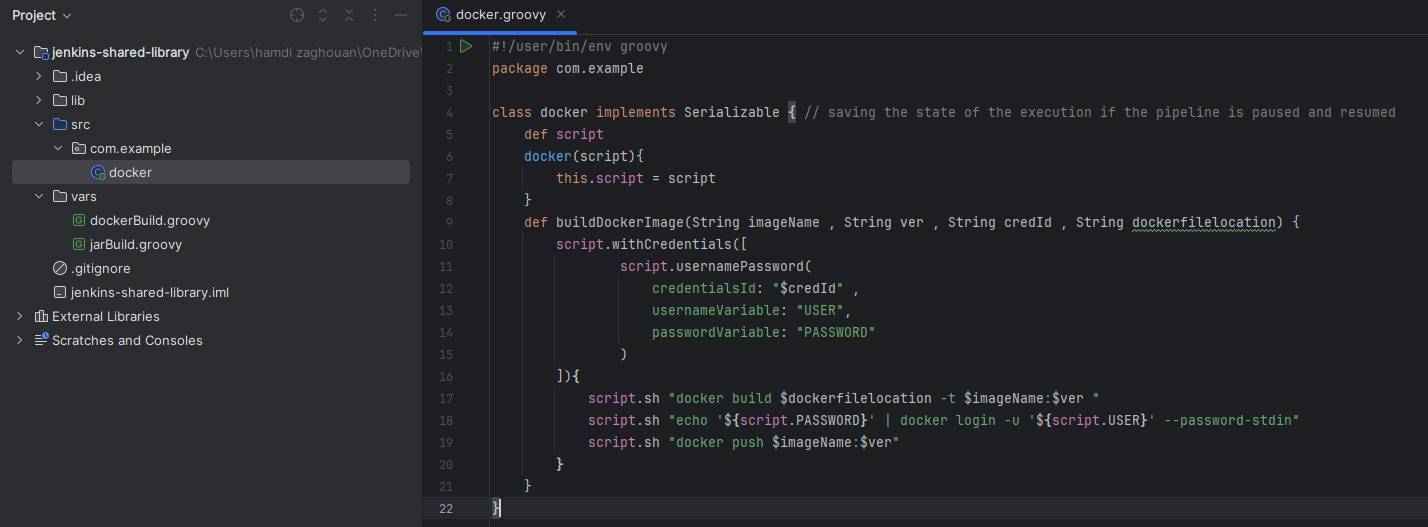 Project
docker.groovy
jenkins-shared-library C:\Users\hamdi zaghouan\OneDrive\
.idea
lib
src
com.example
docker
vars
dockerBuild.groovy
jarBuild.groovy
.gitignore
jenkins-shared-library.iml
External Libraries
Scratches and Consoles
1 #!/user/bin/env groovy
2 package com.example
3
4 class docker implements Serializable { // saving the state of the execution if the pipeline is paused and resumed
5 def script
6 docker(script){
7 this.script = script
8 }
9 def buildDockerImage(String imageName , String ver , String credId , String dockerfilelocation) {
10 script.withCredentials([
11 script.usernamePassword(
12 credentialsId: "$credId" ,
13 usernameVariable: "USER",
14 passwordVariable: "PASSWORD"
15 )
16 ]){
17 script.sh "docker build $dockerfilelocation -t $imageName:$ver "
18 script.sh "echo '${script.PASSWORD}' | docker login -u '${script.USER}' --password-stdin"
19 script.sh "docker push $imageName:$ver"
20 }
21 }
22 }